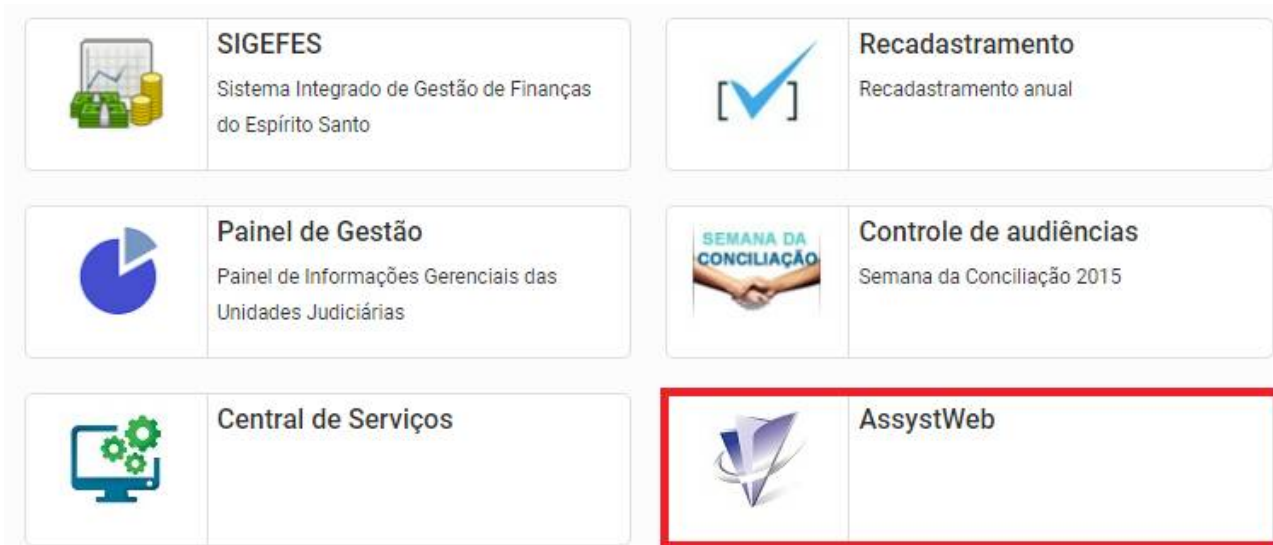 SIGEFES
Sistema Integrado de Gestão de Finanças
do Espírito Santo
Recadastramento
Recadastramento anual
Painel de Gestão
Painel de Informações Gerenciais das
Unidades Judiciárias
SEMANA DA
CONCILIAÇÃO
Controle de audiências
Semana da Conciliação 2015
Central de Serviços
AssystWeb